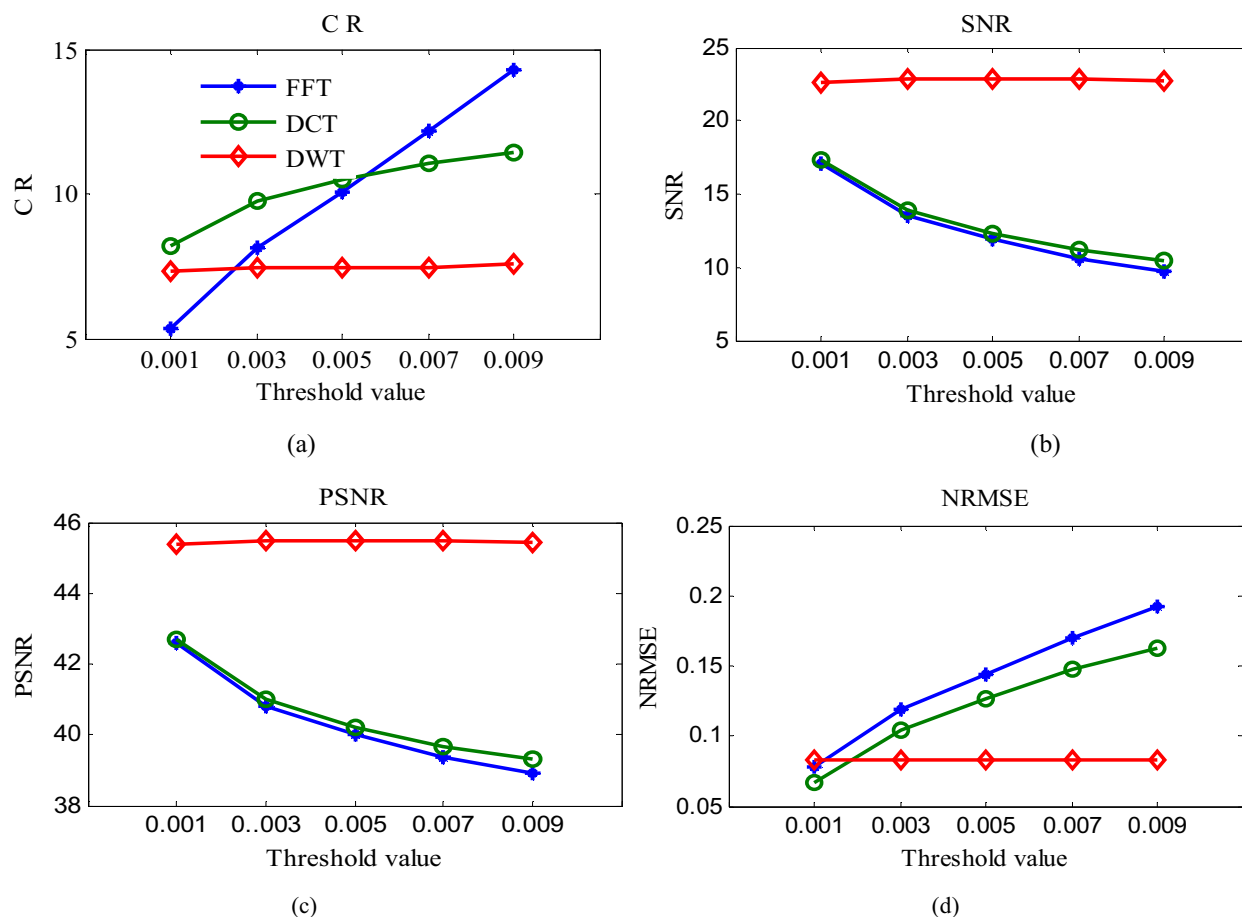 C R
15
10
5
C R
FFT
DCT
DWT
0.001 0.003 0.005 0.007 0.009
Threshold value
(a)
SNR
25
20
15
10
5
SNR
0.001 0.003 0.005 0.007 0.009
Threshold value
(b)
PSNR
46
44
42
40
38
PSNR
0.001 0..003 0.005 0.007 0.009
Threshold value
(c)
NRMSE
0.25
0.2
0.15
0.1
0.05
NRMSE
0.001 0.003 0.005 0.007 0.009
Threshold value
(d)